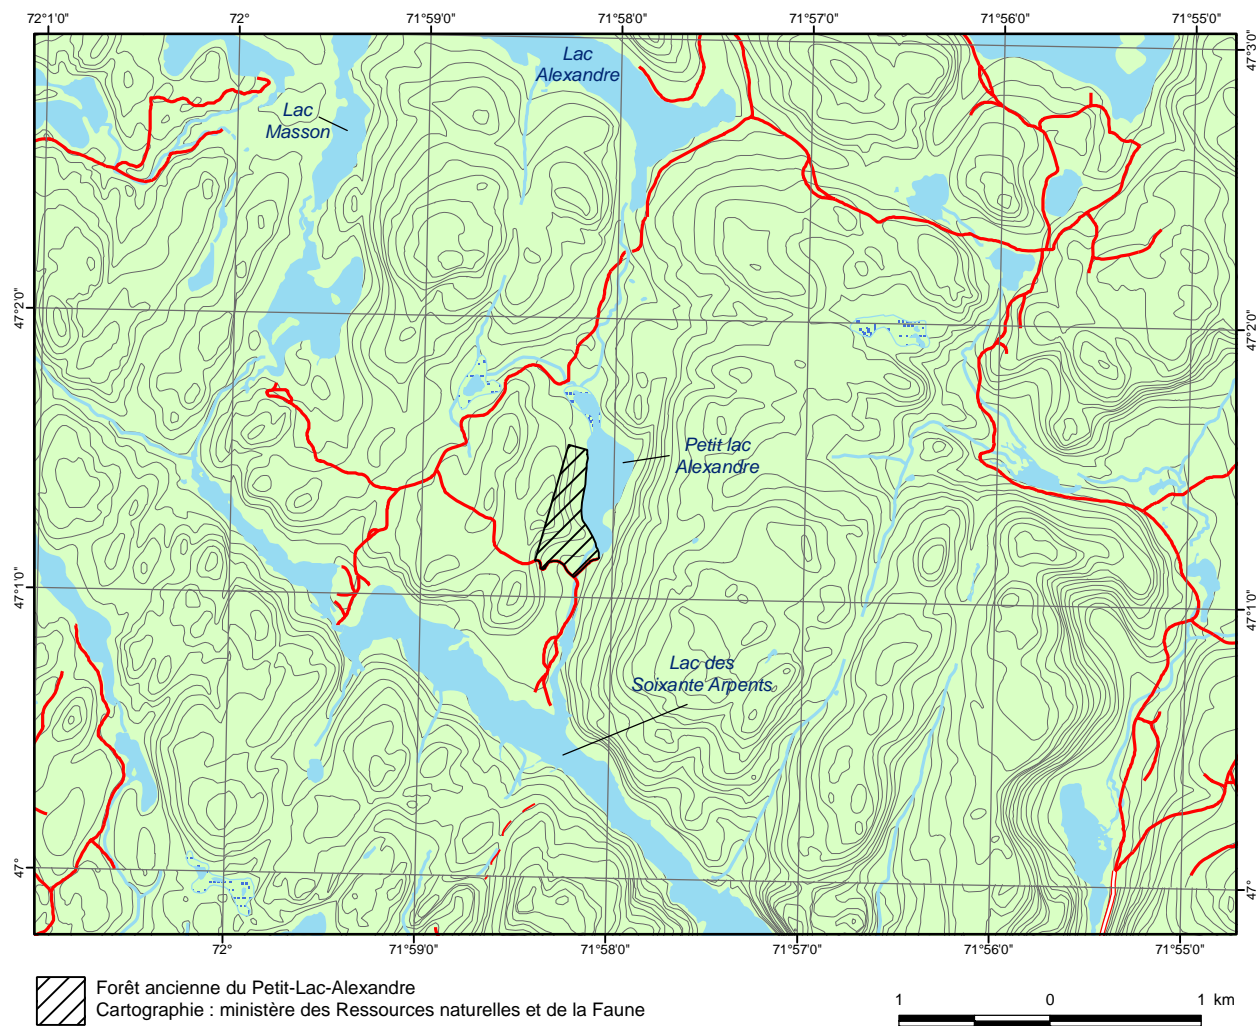 72°1'0" 72° 71°59'0" 71°58'0" 71°57'0" 71°56'0" 71°55'0"
47°3'0"
Lac
Alexandre
Lac
Masson
47°2'0" 47°2'0"
Petit lac
Alexandre
47°1'0" 47°1'0"
Lac des
Soixante Arpents
47° 47°
72° 71°59'0" 71°58'0" 71°57'0" 71°56'0" 71°55'0"
Forêt ancienne du Petit-Lac-Alexandre
Cartographie : ministère des Ressources naturelles et de la Faune
1 0 1 km